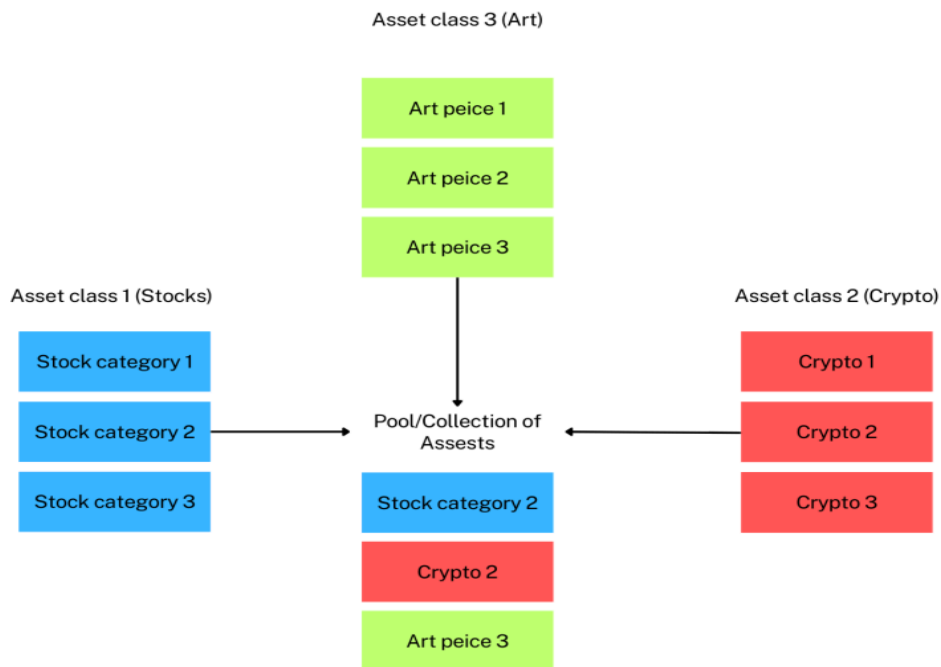 Asset class 3 (Art)
Art peice 1
Art peice 2
Art peice 3
Asset class 1 (Stocks)
Stock category 1
Stock category 2
Stock category 3
Asset class 2 (Crypto)
Crypto 1
Crypto 2
Crypto 3
Pool/Collection of
Assests
Stock category 2
Crypto 2
Art peice 3